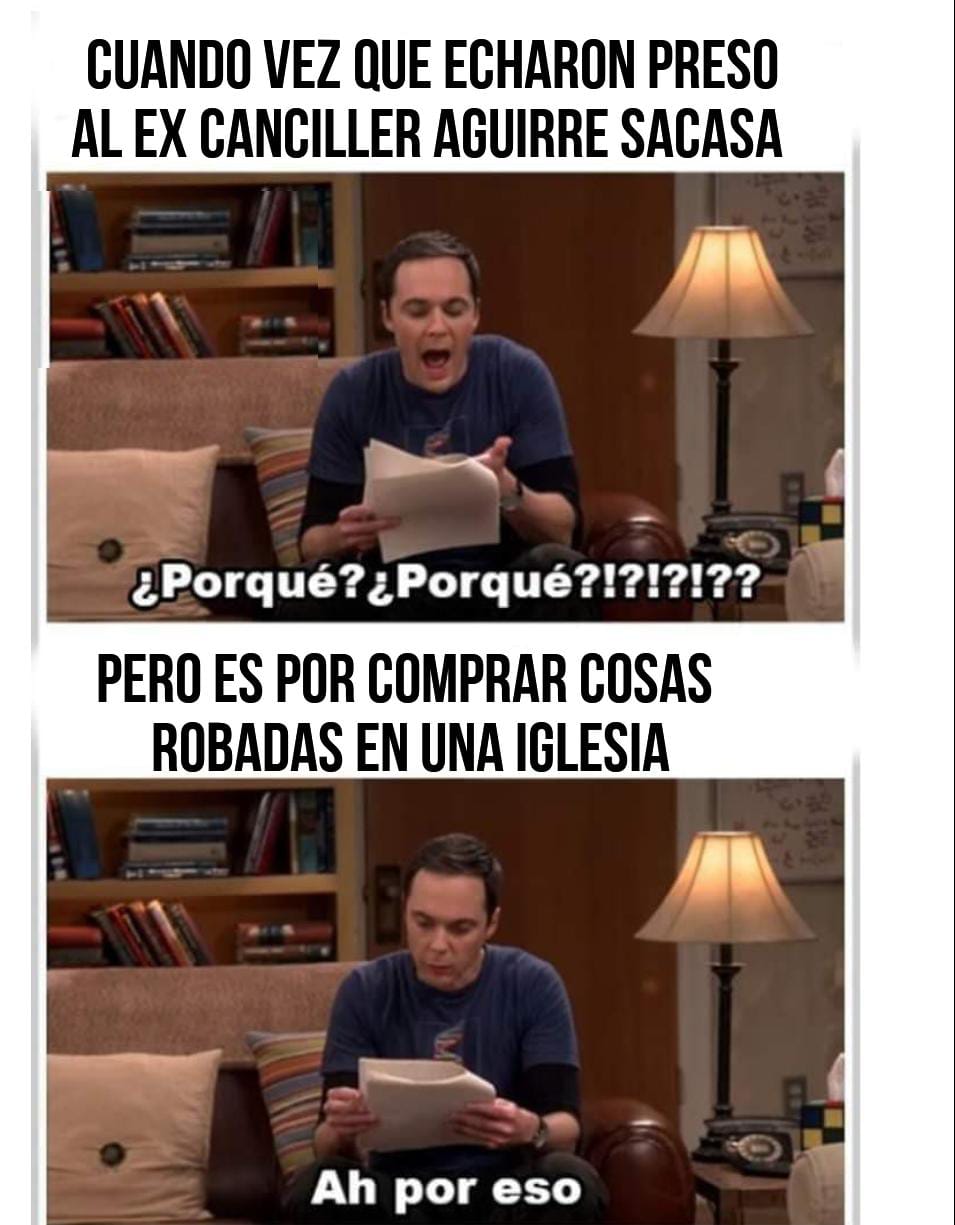 CUANDO VEZ QUE ECHARON PRESO
AL EX CANCILLER AGUIRRE SACASA
¿Porqué?¿Porqué?!?!?!??
PERO ES POR COMPRAR COSAS
ROBADAS EN UNA IGLESIA
Ah por eso